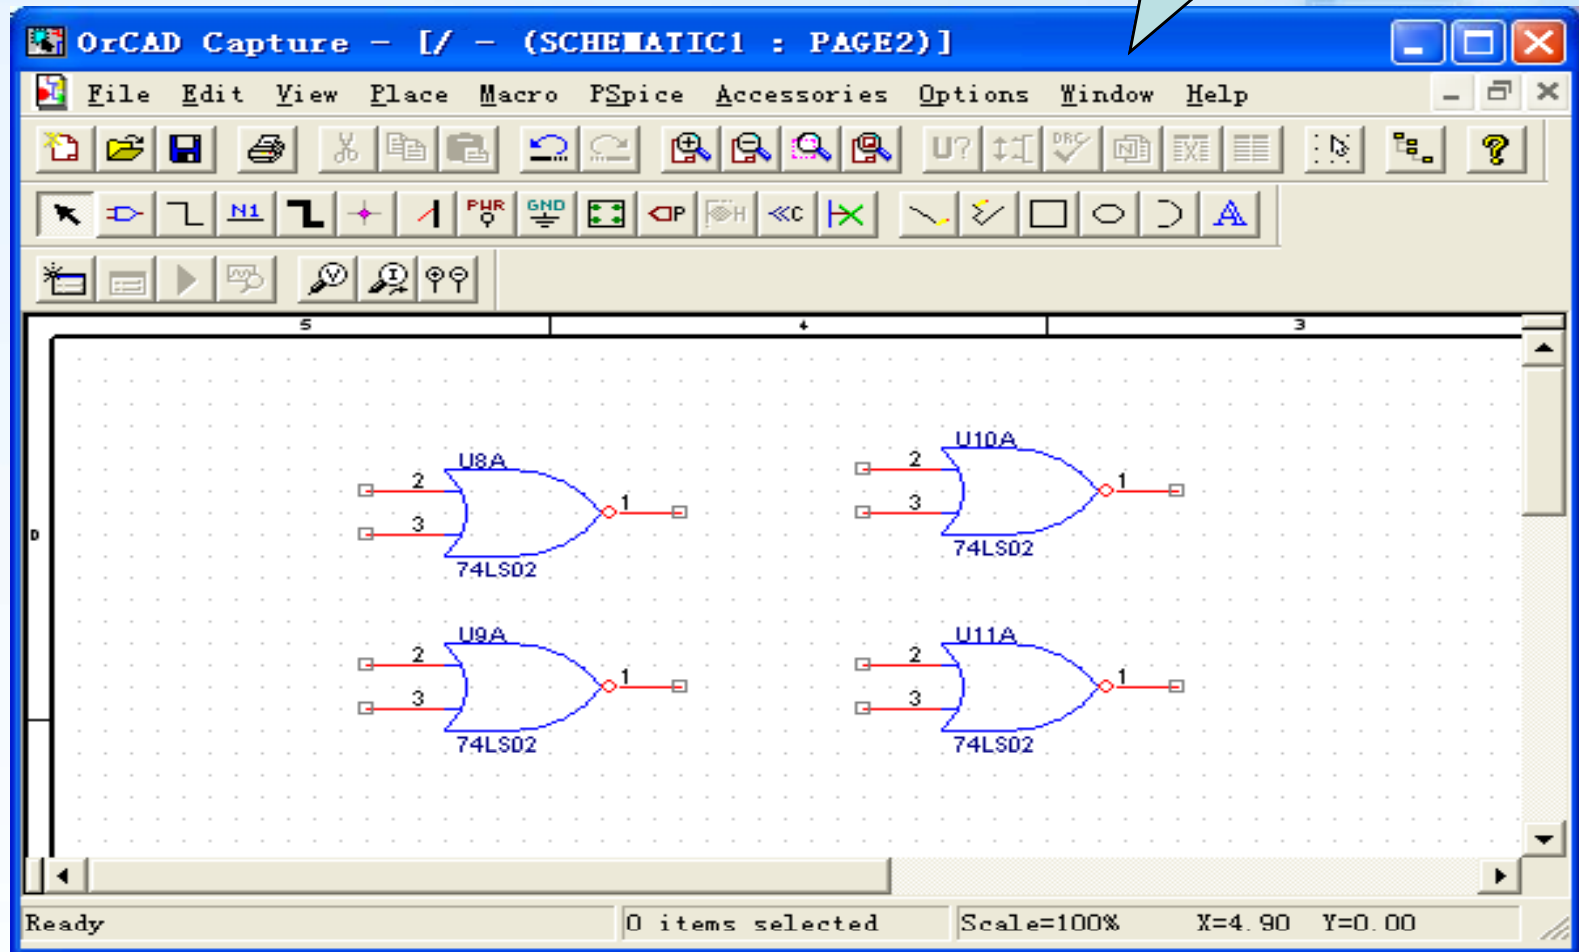 OrCAD Capture - [/ - (SCHEMATIC1 : PAGE2)]
File Edit View Place Macro PSpice Accessories Options Window Help
U? DRC N
N1 PWR GND P H C A
V I
5 4 3
D
U8A
2
3
1
74LS02
U10A
2
3
1
74LS02
U9A
2
3
1
74LS02
U11A
2
3
1
74LS02
Ready 0 items selected Scale=100% X=4.90 Y=0.00